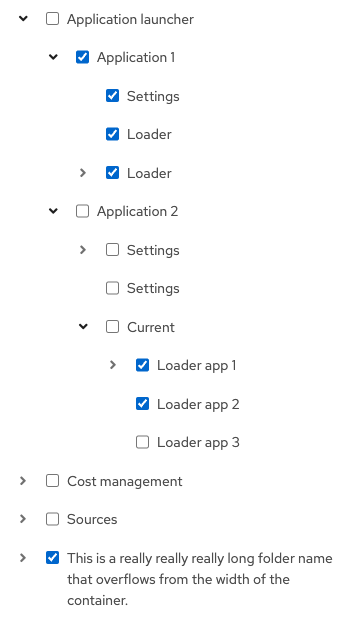 Application launcher
Application 1
Settings
Loader
Loader
Application 2
Settings
Settings
Current
Loader app 1
Loader app 2
Loader app 3
Cost management
Sources
This is a really really really long folder name
that overflows from the width of the
container.